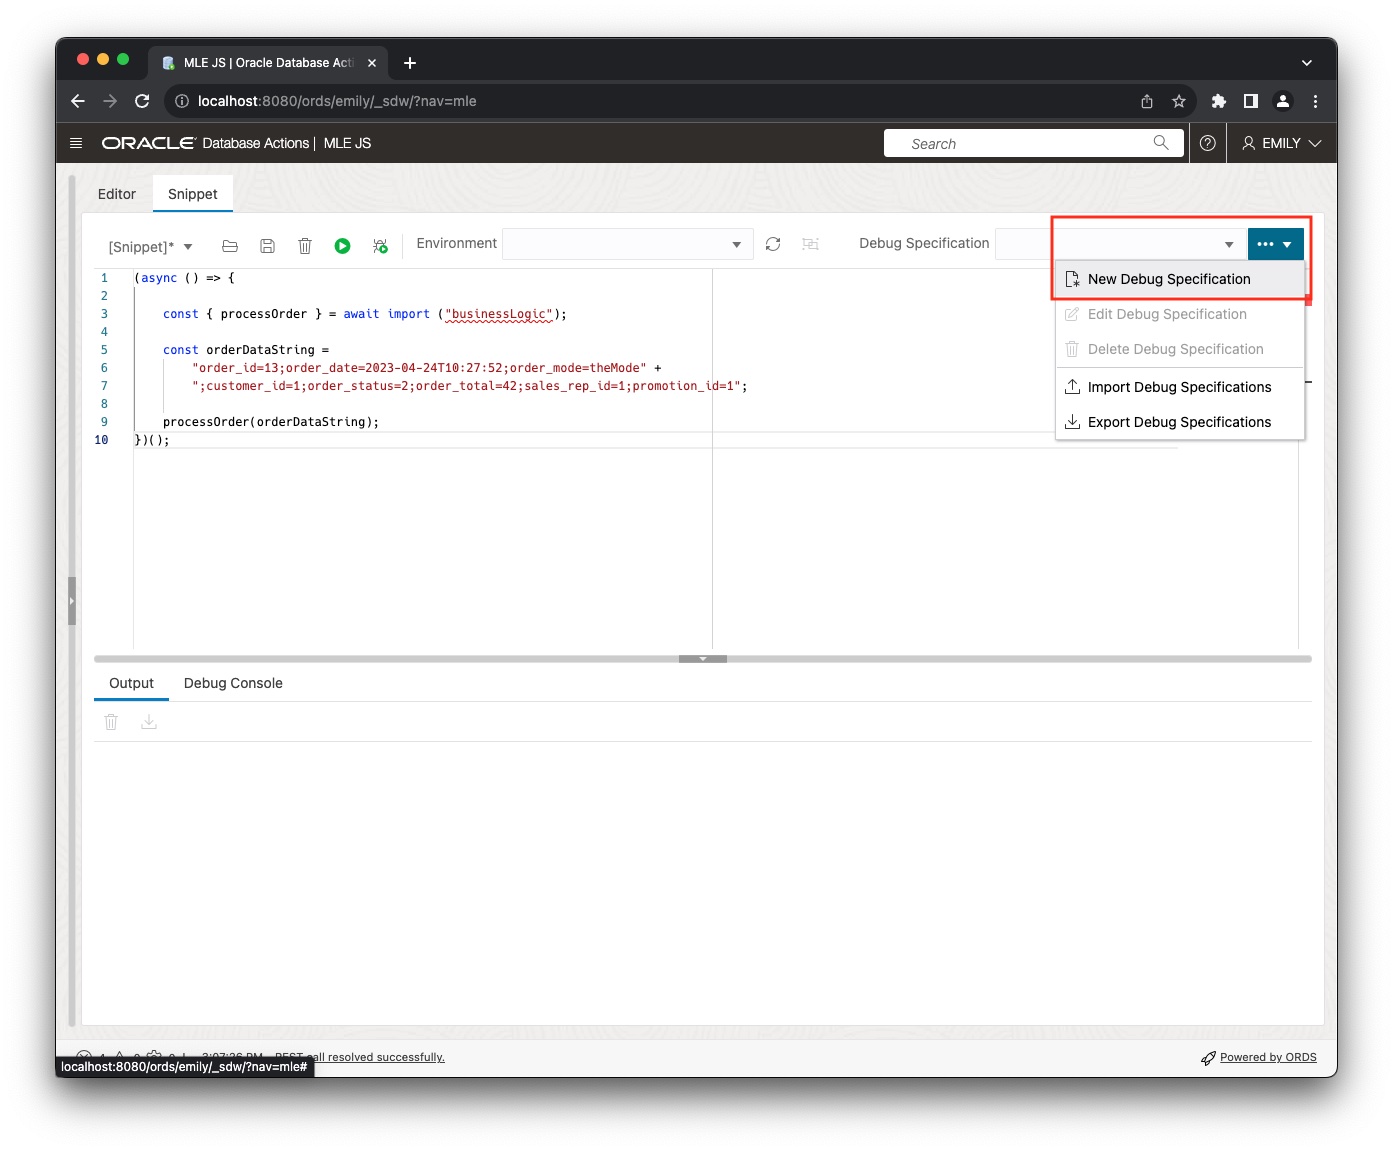 MLE JS | Oracle Database Acti
localhost:8080/ords/emily/_sdw/?nav=mle
ORACLE Database Actions | MLE JS
Search
EMILY
Editor
Snippet
[Snippet]*
Environment
Debug Specification
New Debug Specification
Edit Debug Specification
Delete Debug Specification
Import Debug Specifications
Export Debug Specifications
1 (async () => {
2
3 const { processOrder } = await import ("businessLogic");
4
5 const orderDataString =
6 "order_id=13;order_date=2023-04-24T10:27:52;order_mode=theMode" +
7 ";customer_id=1;order_status=2;order_total=42;sales_rep_id=1;promotion_id=1";
8
9 processOrder(orderDataString);
10 })();
Output
Debug Console
3:07:36 PM - REST call resolved successfully.
localhost:8080/ords/emily/_sdw/?nav=mle#
Powered by ORDS